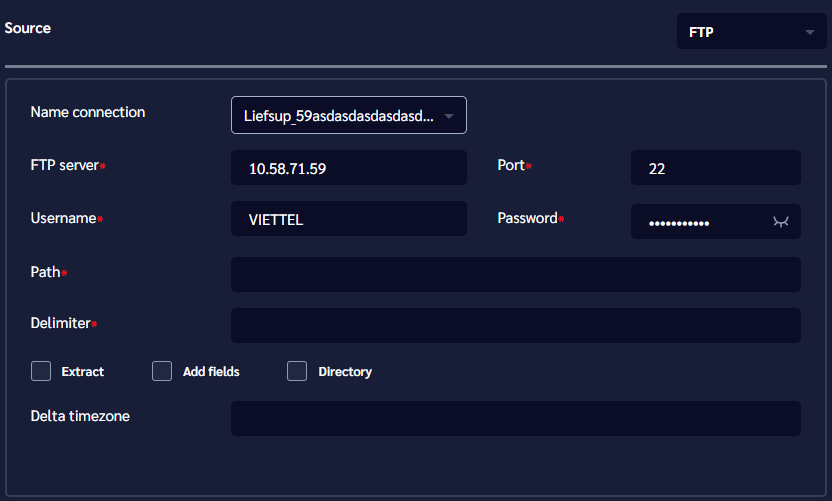 Source
FTP
Name connection
Liefsup_59asdasdasdasdasd...
FTP server*
10.58.71.59
Port*
22
Username*
VIETTEL
Password*
•••••••••••
Path*
Delimiter*
Extract
Add fields
Directory
Delta timezone